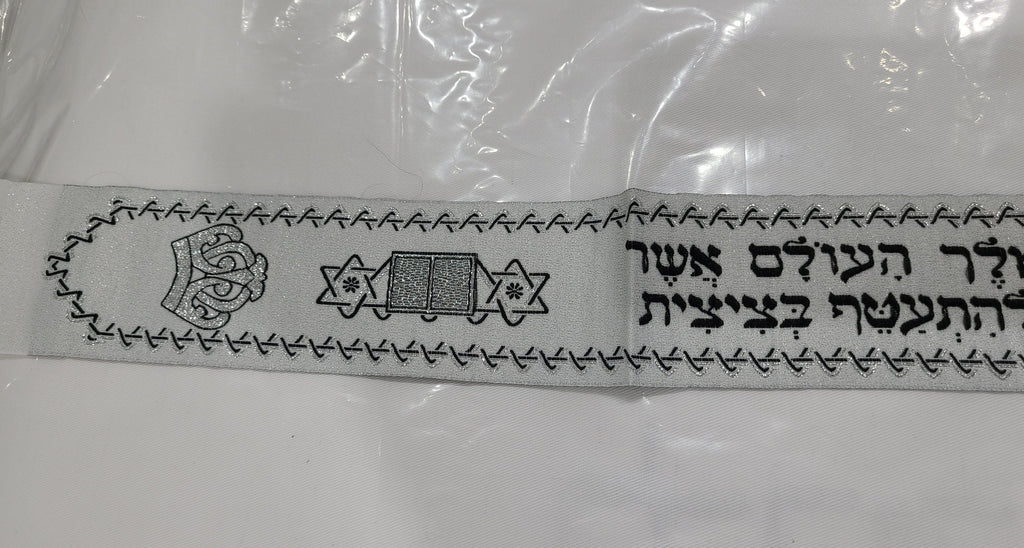 מֶלֶךְ הָעוֹלָם אֲשֶׁר
לְהִתְעַטֵּף בְּצִיצִית